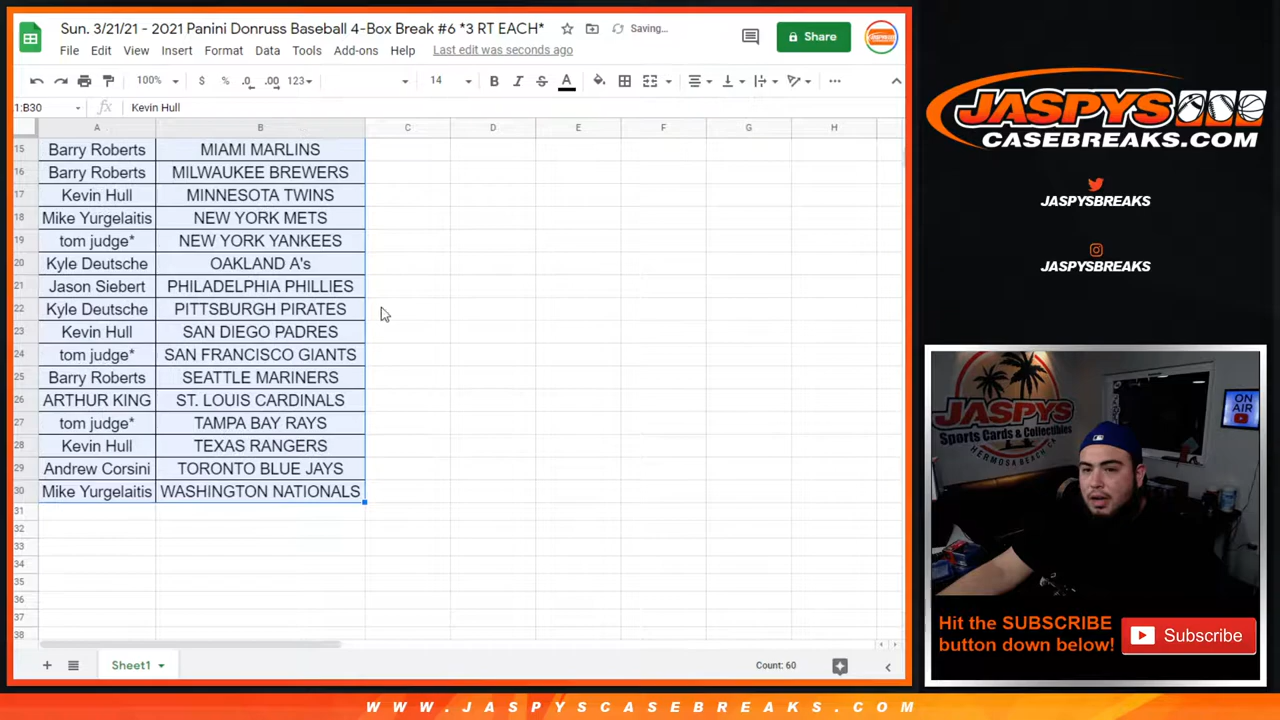 Sun. 3/21/21 - 2021 Panini Donruss Baseball 4-Box Break #6 *3 RT EACH* Saving...
File Edit View Insert Format Data Tools Add-ons Help Last edit was seconds ago
Share
100% $ % .0 .00 123 14 B I S A
1:B30 fx Kevin Hull
A B C D E F G H
15 Barry Roberts MIAMI MARLINS
16 Barry Roberts MILWAUKEE BREWERS
17 Kevin Hull MINNESOTA TWINS
18 Mike Yurgelaitis NEW YORK METS
19 tom judge* NEW YORK YANKEES
20 Kyle Deutsche OAKLAND A's
21 Jason Siebert PHILADELPHIA PHILLIES
22 Kyle Deutsche PITTSBURGH PIRATES
23 Kevin Hull SAN DIEGO PADRES
24 tom judge* SAN FRANCISCO GIANTS
25 Barry Roberts SEATTLE MARINERS
26 ARTHUR KING ST. LOUIS CARDINALS
27 tom judge* TAMPA BAY RAYS
28 Kevin Hull TEXAS RANGERS
29 Andrew Corsini TORONTO BLUE JAYS
30 Mike Yurgelaitis WASHINGTON NATIONALS
31
32
33
34
35
36
37
38
Sheet1
Count: 60
JASPYS
CASEBREAKS.COM
JASPYSBREAKS
JASPYSBREAKS
JASPYS
Sports Cards & Collectibles
HERMOSA BEACH, CA
ON
AIR
Hit the SUBSCRIBE
button down below!
Subscribe
WWW.JASPYSCASEBREAKS.COM